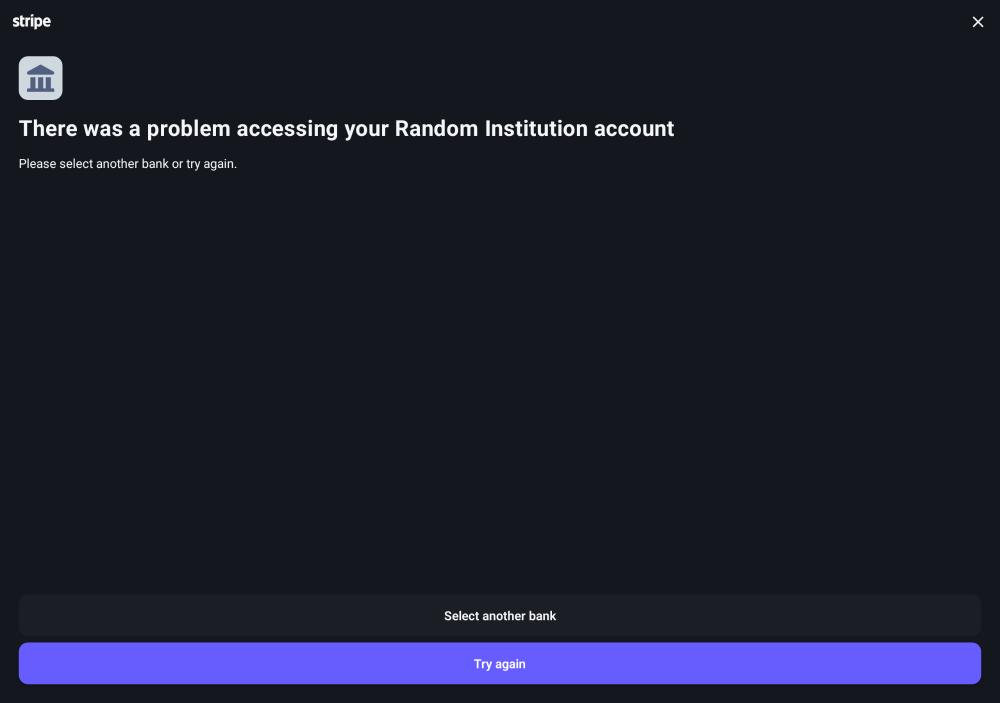 stripe
There was a problem accessing your Random Institution account
Please select another bank or try again.
Select another bank
Try again